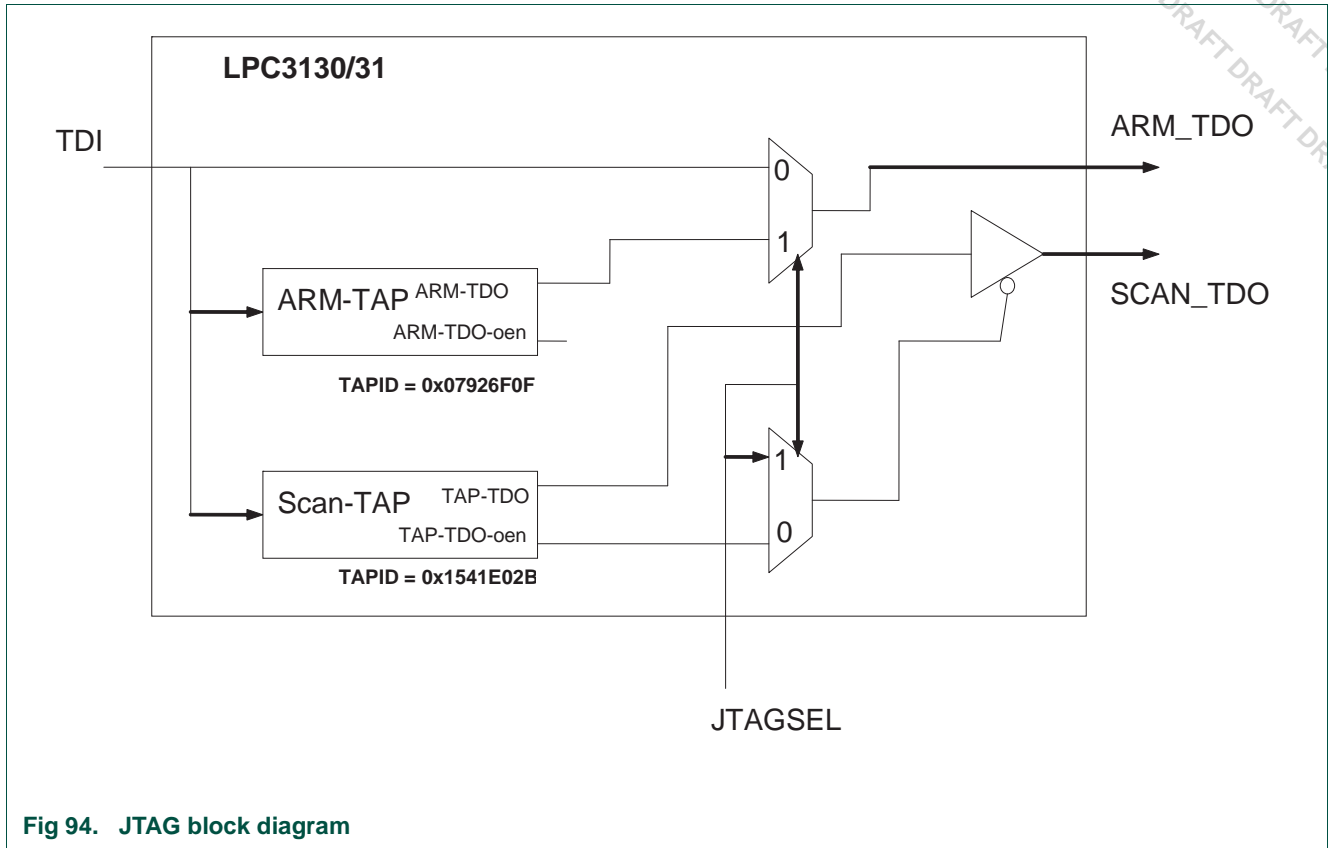 DRAFT DRAFT
DRAFT DRAFT DRA
LPC3130/31
TDI
ARM_TDO
0
1
SCAN_TDO
ARM-TAP
ARM-TDO
ARM-TDO-oen
TAPID = 0x07926F0F
1
Scan-TAP
TAP-TDO
TAP-TDO-oen
0
TAPID = 0x1541E02B
JTAGSEL
Fig 94. JTAG block diagram